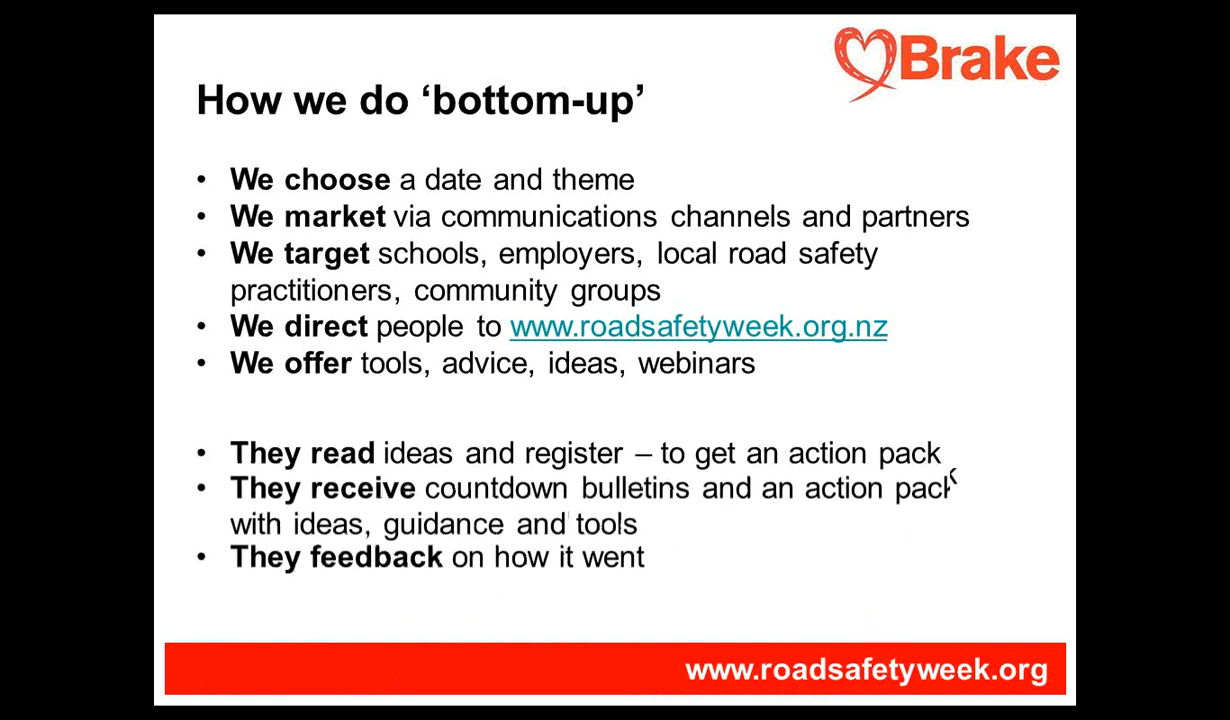 Brake
How we do ‘bottom-up’
• We choose a date and theme
• We market via communications channels and partners
• We target schools, employers, local road safety
practitioners, community groups
• We direct people to www.roadsafetyweek.org.nz
• We offer tools, advice, ideas, webinars
• They read ideas and register – to get an action pack
• They receive countdown bulletins and an action pack
with ideas, guidance and tools
• They feedback on how it went
www.roadsafetyweek.org